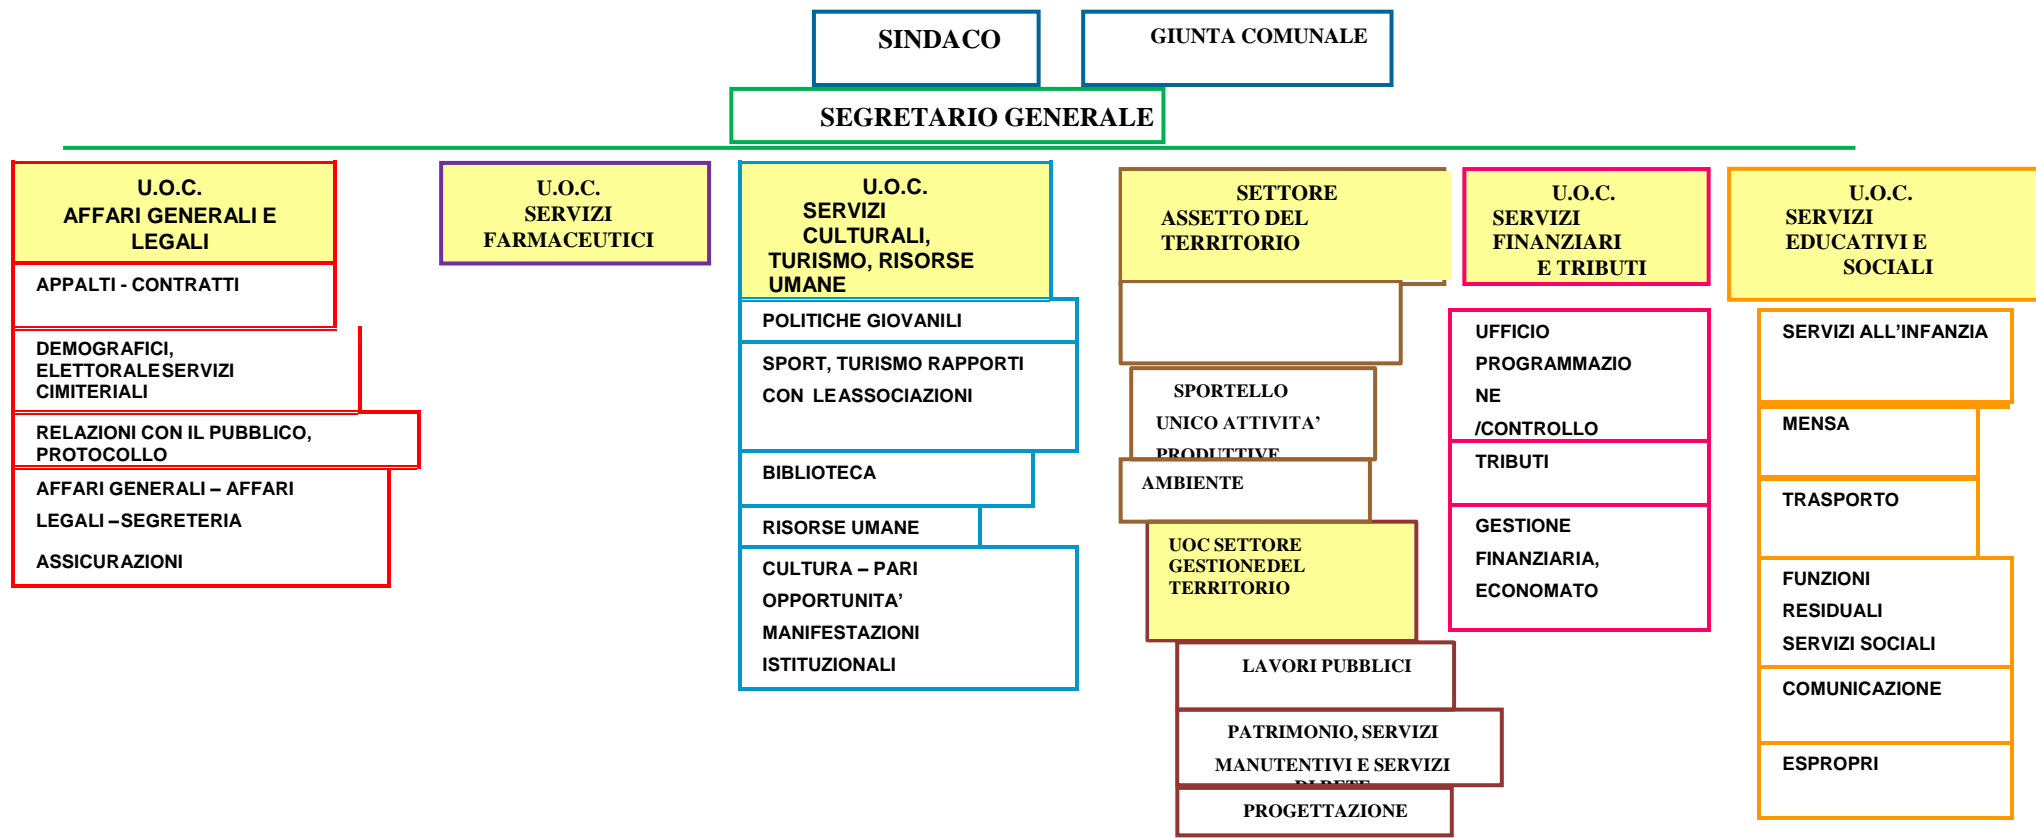 SINDACO
GIUNTA COMUNALE
SEGRETARIO GENERALE
U.O.C.
AFFARI GENERALI E
LEGALI
APPALTI - CONTRATTI
DEMOGRAFICI,
ELETTORALE SERVIZI
CIMITERIALI
RELAZIONI CON IL PUBBLICO,
PROTOCOLLO
AFFARI GENERALI – AFFARI
LEGALI – SEGRETERIA
ASSICURAZIONI
U.O.C.
SERVIZI
FARMACEUTICI
U.O.C.
SERVIZI
CULTURALI,
TURISMO, RISORSE
UMANE
POLITICHE GIOVANILI
SPORT, TURISMO RAPPORTI
CON LE ASSOCIAZIONI
BIBLIOTECA
RISORSE UMANE
CULTURA – PARI
OPPORTUNITA’
MANIFESTAZIONI
ISTITUZIONALI
SETTORE
ASSETTO DEL
TERRITORIO
SPORTELLO
UNICO ATTIVITA’
PRODUTTIVE
AMBIENTE
UOC SETTORE
GESTIONE DEL
TERRITORIO
LAVORI PUBBLICI
PATRIMONIO, SERVIZI
MANUTENTIVI E SERVIZI
DI RETE
PROGETTAZIONE
U.O.C.
SERVIZI
FINANZIARI
E TRIBUTI
UFFICIO
PROGRAMMAZIO
NE
/CONTROLLO
TRIBUTI
GESTIONE
FINANZIARIA,
ECONOMATO
U.O.C.
SERVIZI
EDUCATIVI E
SOCIALI
SERVIZI ALL’INFANZIA
MENSA
TRASPORTO
FUNZIONI
RESIDUALI
SERVIZI SOCIALI
COMUNICAZIONE
ESPROPRI